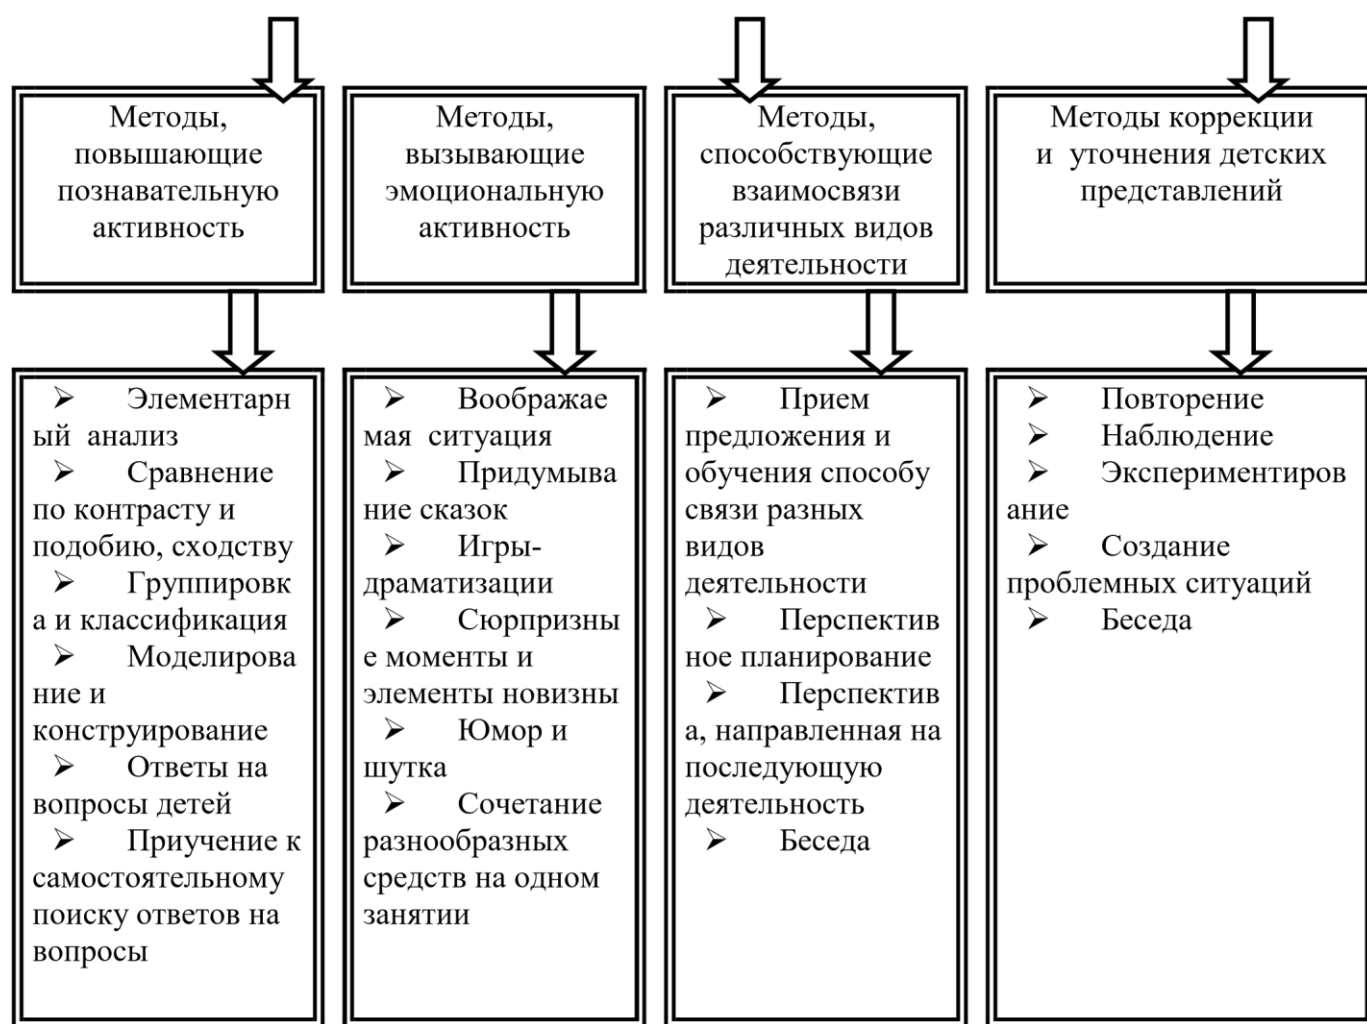 Методы,
повышающие
познавательную
активность
Методы,
вызывающие
эмоциональную
активность
Методы,
способствующие
взаимосвязи
различных видов
деятельности
Методы коррекции
и уточнения детских
представлений
➢ Элементарн
ый анализ
➢ Сравнение
по контрасту и
подобию, сходству
➢ Группировк
а и классификация
➢ Моделирова
ние и
конструирование
➢ Ответы на
вопросы детей
➢ Приучение к
самостоятельному
поиску ответов на
вопросы
➢ Воображае
мая ситуация
➢ Придумыва
ние сказок
➢ Игры-
драматизации
➢ Сюрпризны
е моменты и
элементы новизны
➢ Юмор и
шутка
➢ Сочетание
разнообразных
средств на одном
занятии
➢ Прием
предложения и
обучения способу
связи разных
видов
деятельности
➢ Перспектив
ное планирование
➢ Перспектив
а, направленная на
последующую
деятельность
➢ Беседа
➢ Повторение
➢ Наблюдение
➢ Экспериментиров
ание
➢ Создание
проблемных ситуаций
➢ Беседа